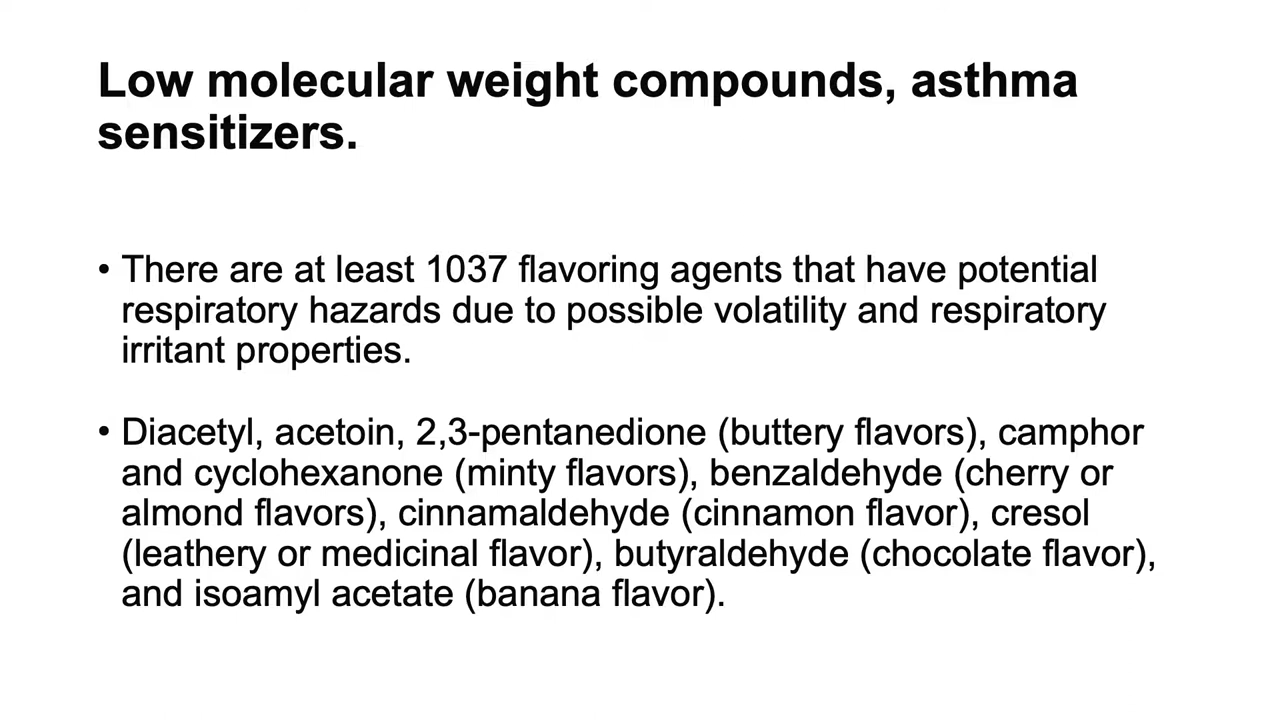 Low molecular weight compounds, asthma
sensitizers.
• There are at least 1037 flavoring agents that have potential
respiratory hazards due to possible volatility and respiratory
irritant properties.
• Diacetyl, acetoin, 2,3-pentanedione (buttery flavors), camphor
and cyclohexanone (minty flavors), benzaldehyde (cherry or
almond flavors), cinnamaldehyde (cinnamon flavor), cresol
(leathery or medicinal flavor), butyraldehyde (chocolate flavor),
and isoamyl acetate (banana flavor).